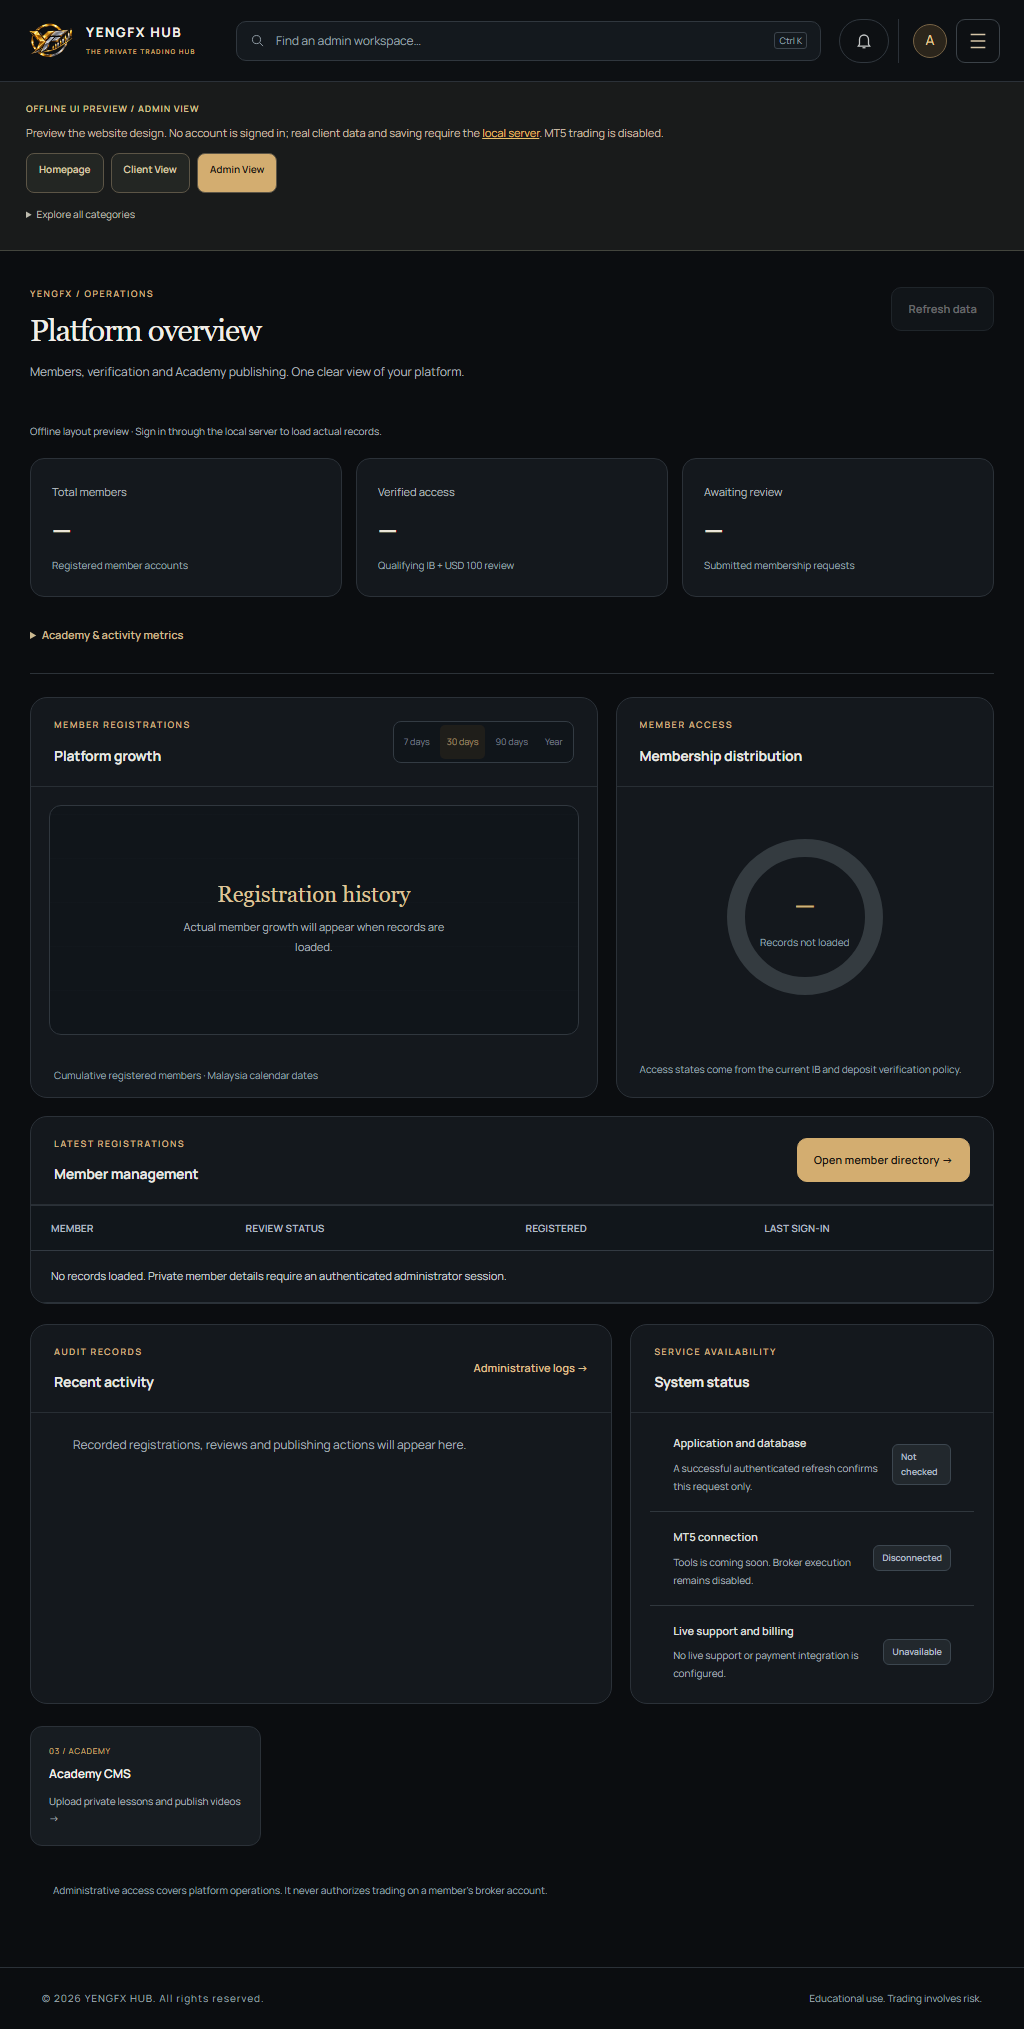 YENGFX HUB
THE PRIVATE TRADING HUB
Find an admin workspace...
Ctrl K
A
OFFLINE UI PREVIEW / ADMIN VIEW
Preview the website design. No account is signed in; real client data and saving require the local server. MT5 trading is disabled.
Homepage
Client View
Admin View
▶ Explore all categories
YENGFX / OPERATIONS
Platform overview
Refresh data
Members, verification and Academy publishing. One clear view of your platform.
Offline layout preview · Sign in through the local server to load actual records.
Total members
—
Registered member accounts
Verified access
—
Qualifying IB + USD 100 review
Awaiting review
—
Submitted membership requests
▶ Academy & activity metrics
MEMBER REGISTRATIONS
Platform growth
7 days
30 days
90 days
Year
Registration history
Actual member growth will appear when records are
loaded.
Cumulative registered members · Malaysia calendar dates
MEMBER ACCESS
Membership distribution
—
Records not loaded
Access states come from the current IB and deposit verification policy.
LATEST REGISTRATIONS
Member management
Open member directory →
MEMBER
REVIEW STATUS
REGISTERED
LAST SIGN-IN
No records loaded. Private member details require an authenticated administrator session.
AUDIT RECORDS
Recent activity
Administrative logs →
Recorded registrations, reviews and publishing actions will appear here.
SERVICE AVAILABILITY
System status
Application and database
A successful authenticated refresh confirms
this request only.
Not
checked
MT5 connection
Tools is coming soon. Broker execution
remains disabled.
Disconnected
Live support and billing
No live support or payment integration is
configured.
Unavailable
03 / ACADEMY
Academy CMS
Upload private lessons and publish videos
→
Administrative access covers platform operations. It never authorizes trading on a member's broker account.
© 2026 YENGFX HUB. All rights reserved.
Educational use. Trading involves risk.